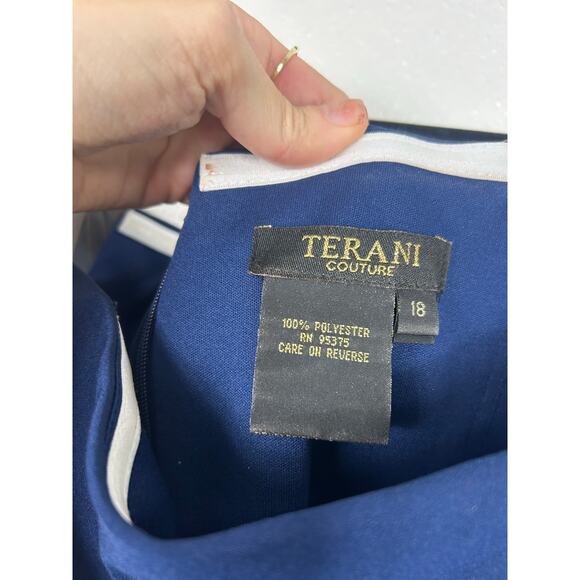 TERANI
COUTURE
18
100% POLYESTER
RN 95375
CARE ON REVERSE